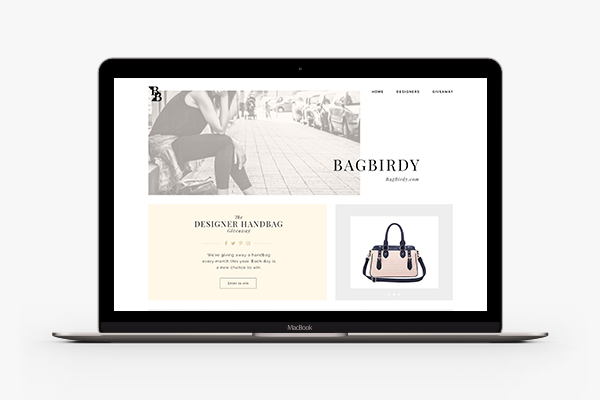 BB
HOME DESIGNERS GIVEAWAY
BAGBIRDY
BagBirdy.com
The
DESIGNER HANDBAG
Giveaway
We're giving away a handbag
every month this year. Each day is
a new chance to win.
Enter to win
MacBook